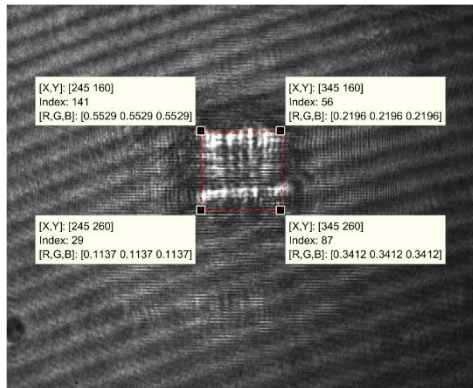 [X,Y]: [245 160]
Index: 141
[R,G,B]: [0.5529 0.5529 0.5529]
[X,Y]: [345 160]
Index: 56
[R,G,B]: [0.2196 0.2196 0.2196]
[X,Y]: [245 260]
Index: 29
[R,G,B]: [0.1137 0.1137 0.1137]
[X,Y]: [345 260]
Index: 87
[R,G,B]: [0.3412 0.3412 0.3412]